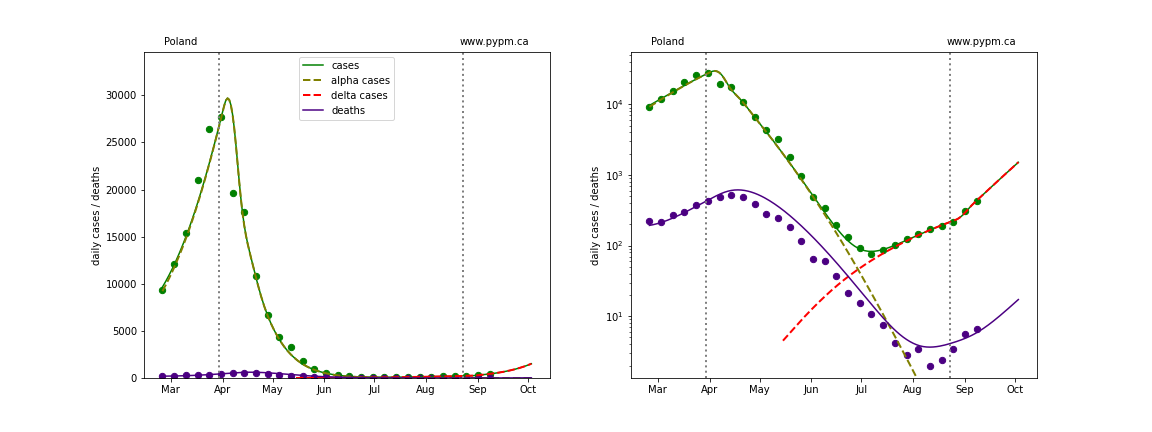 Poland www.pypm.ca
cases
alpha cases
delta cases
deaths
daily cases / deaths
30000
25000
20000
15000
10000
5000
0
Mar Apr May Jun Jul Aug Sep Oct
Poland www.pypm.ca
daily cases / deaths
10⁴
10³
10²
10¹
Mar Apr May Jun Jul Aug Sep Oct